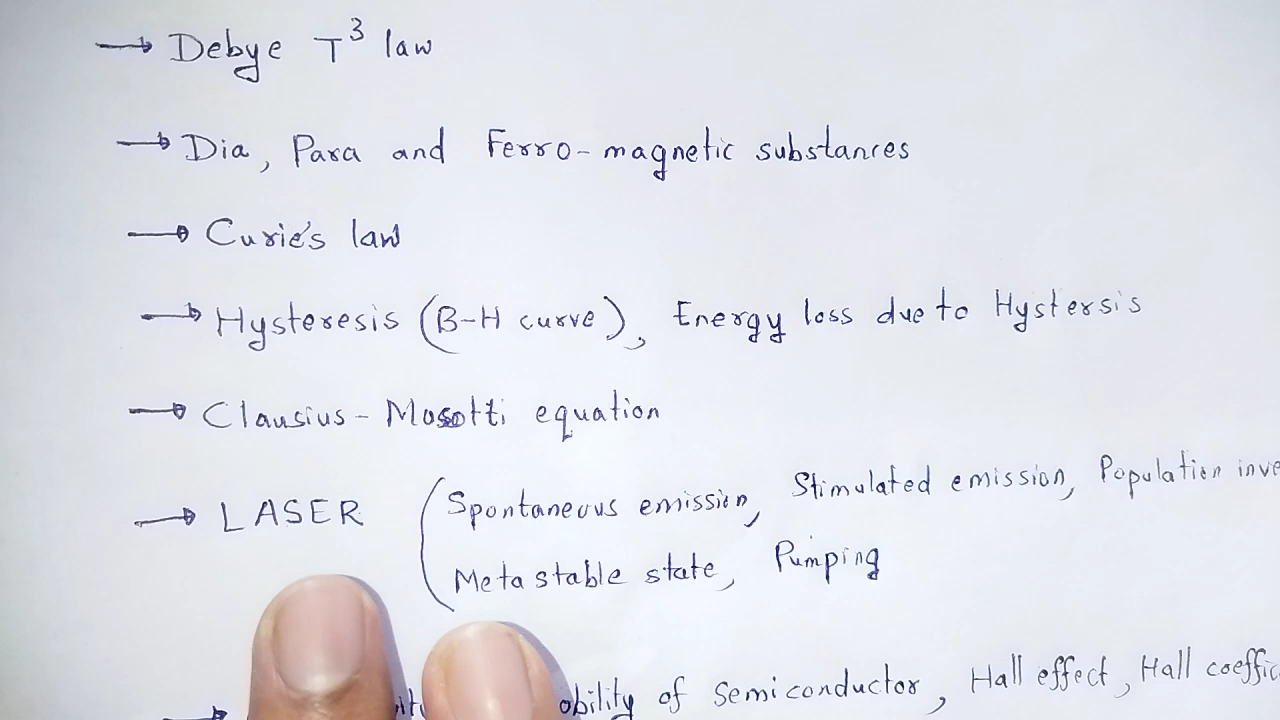 → Debye T³ law
→ Dia, Para and Ferro-magnetic substances
→ Curie's law
→ Hysteresis (B-H curve), Energy loss due to Hystersis
→ Clausius - Mosotti equation
→ LASER (Spontaneous emission, Stimulated emission, Population
Metastable state, Pumping
→ of semiconductor, Hall effect, Hall